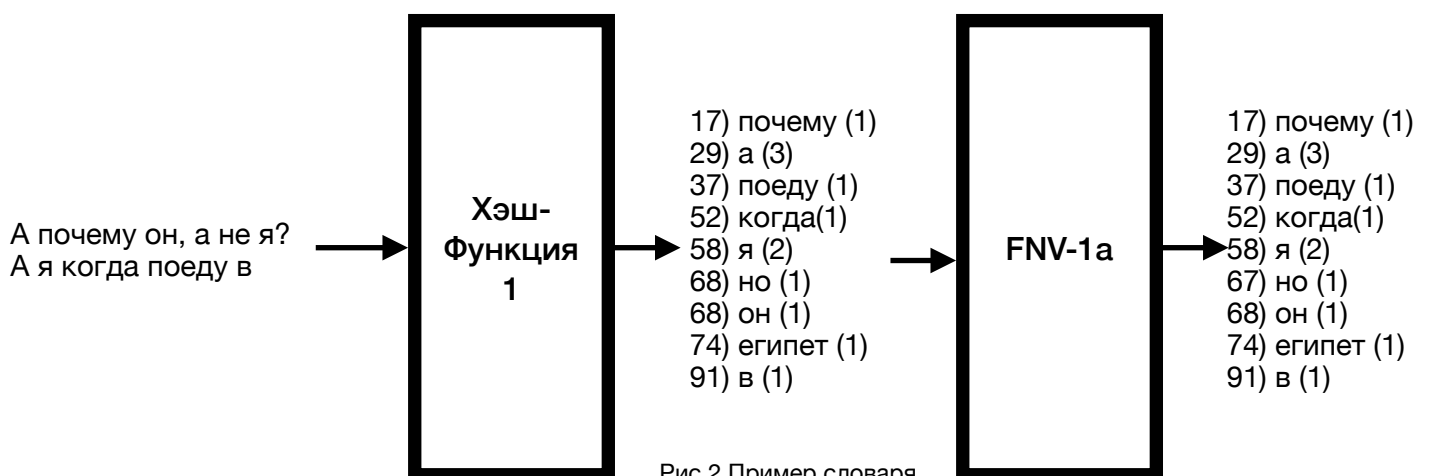 А почему он, а не я?
А я когда поеду в
Хэш-
Функция
1
17) почему (1)
29) а (3)
37) поеду (1)
52) когда(1)
58) я (2)
68) но (1)
68) он (1)
74) египет (1)
91) в (1)
FNV-1a
17) почему (1)
29) а (3)
37) поеду (1)
52) когда(1)
58) я (2)
67) но (1)
68) он (1)
74) египет (1)
91) в (1)
Рис 2 Пример словаря